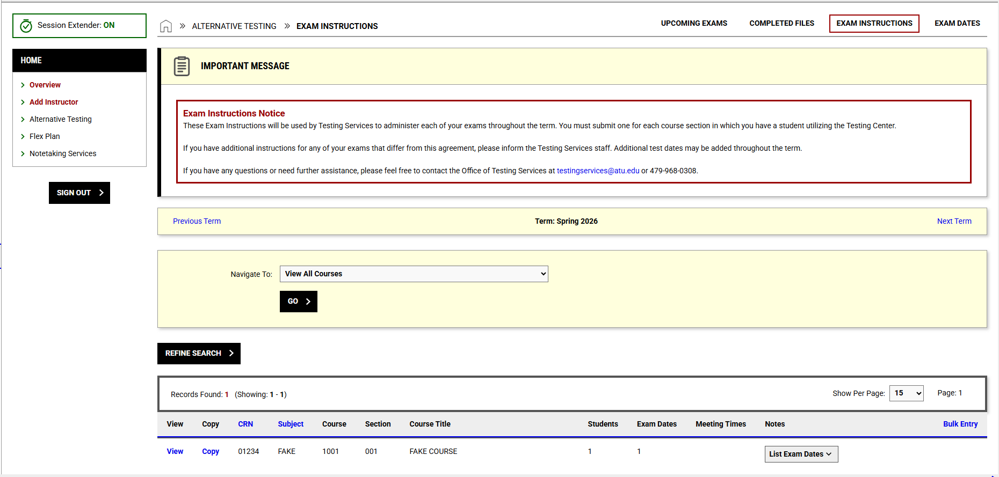 Session Extender: ON
HOME
Overview
Add Instructor
Alternative Testing
Flex Plan
Notetaking Services
SIGN OUT
ALTERNATIVE TESTING EXAM INSTRUCTIONS
UPCOMING EXAMS COMPLETED FILES EXAM INSTRUCTIONS EXAM DATES
IMPORTANT MESSAGE
Exam Instructions Notice
These Exam Instructions will be used by Testing Services to administer each of your exams throughout the term. You must submit one for each course section in which you have a student utilizing the Testing Center.
If you have additional instructions for any of your exams that differ from this agreement, please inform the Testing Services staff. Additional test dates may be added throughout the term.
If you have any questions or need further assistance, please feel free to contact the Office of Testing Services at testingservices@atu.edu or 479-968-0308.
Previous Term Term: Spring 2026 Next Term
Navigate To: View All Courses
GO
REFINE SEARCH
Records Found: 1 (Showing: 1 - 1) Show Per Page: 15 Page: 1
View Copy CRN Subject Course Section Course Title Students Exam Dates Meeting Times Notes Bulk Entry
View Copy 01234 FAKE 1001 001 FAKE COURSE 1 1 List Exam Dates